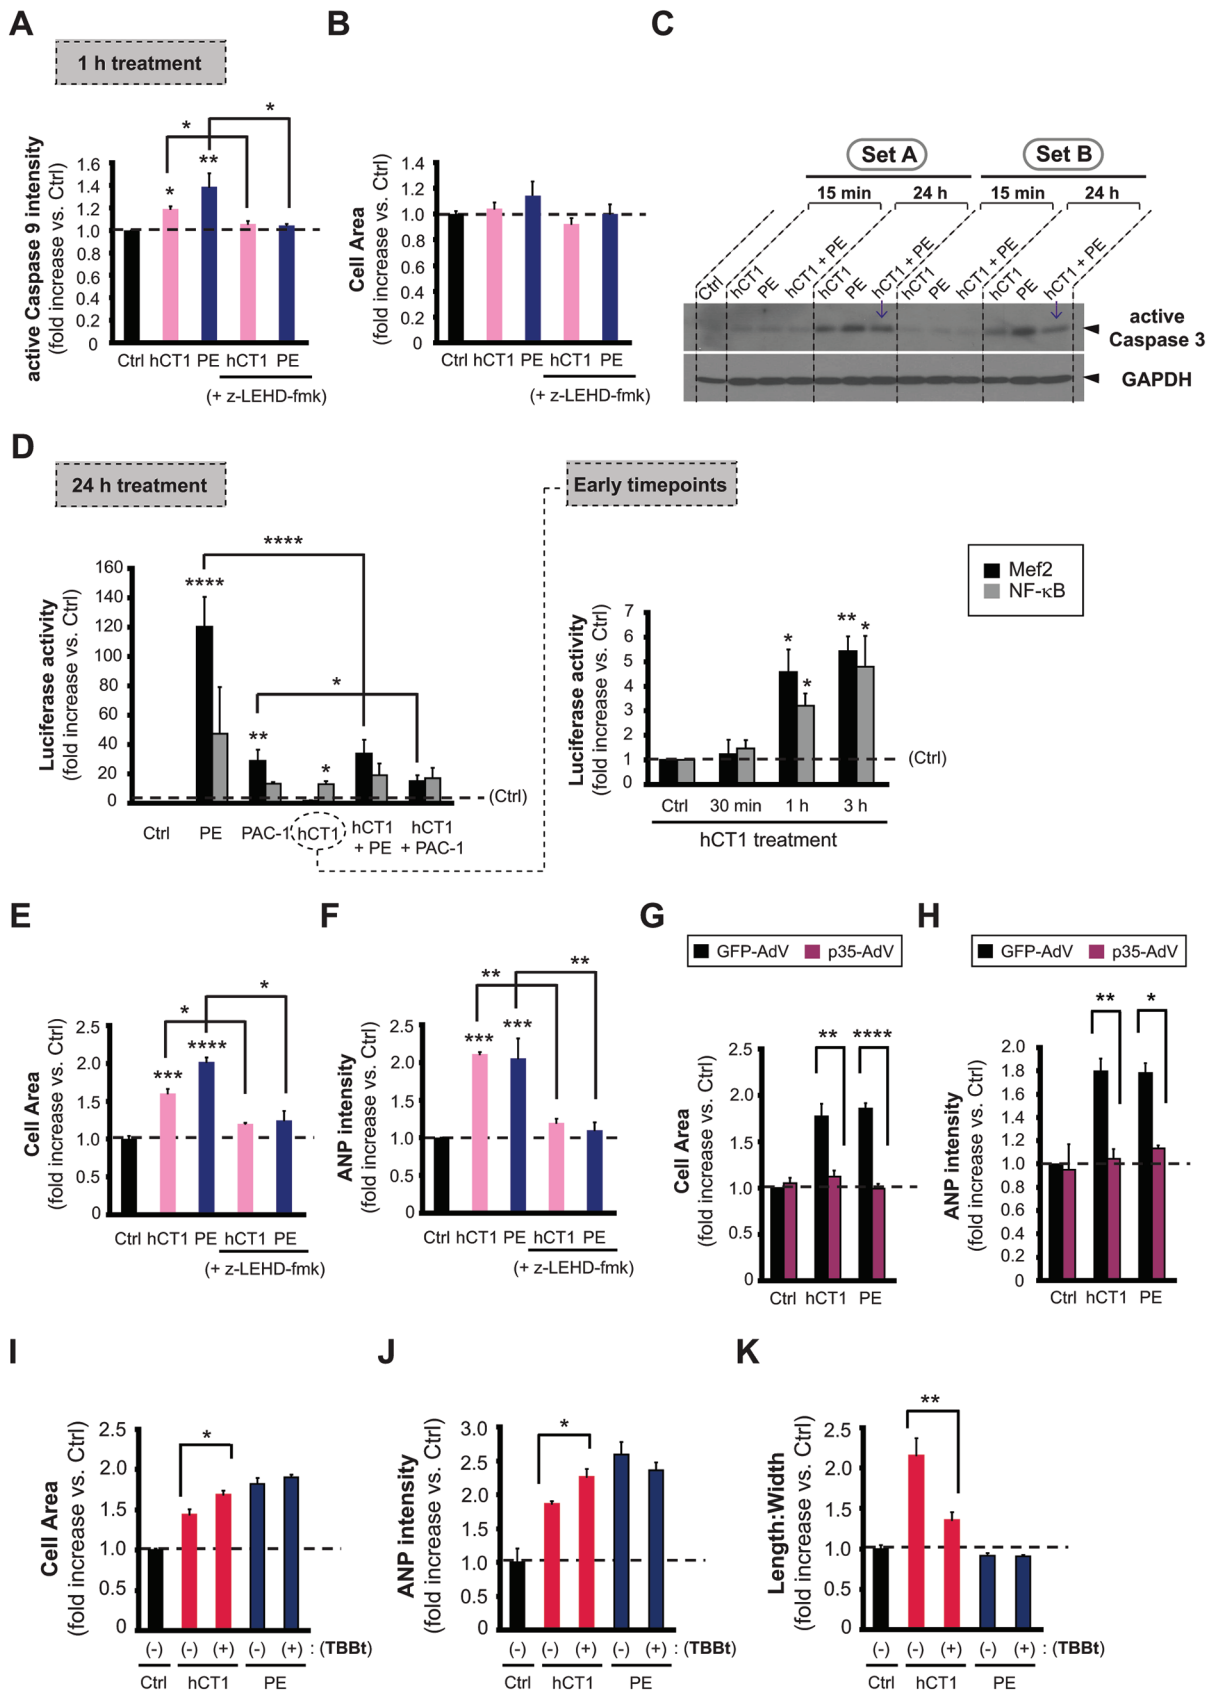 A
B
C
1 h treatment
active Caspase 9 intensity
(fold increase vs. Ctrl)
1.6
1.4
1.2
1.0
0.8
0.6
0.4
0.2
0
*
*
**
*
Ctrl hCT1 PE hCT1 PE
(+ z-LEHD-fmk)
Cell Area
(fold increase vs. Ctrl)
1.4
1.2
1.0
0.8
0.6
0.4
0.2
0
Ctrl hCT1 PE hCT1 PE
(+ z-LEHD-fmk)
Set A Set B
15 min 24 h 15 min 24 h
Ctrl hCT1 PE hCT1 + PE hCT1 PE hCT1 + PE hCT1 PE hCT1 + PE hCT1 PE hCT1 + PE
active
Caspase 3
GAPDH
D
24 h treatment
Early timepoints
Luciferase activity
(fold increase vs. Ctrl)
160
140
120
100
80
60
40
20
0
****
****
**
*
*
(Ctrl)
Ctrl PE PAC-1 hCT1 hCT1 hCT1
+ PE + PAC-1
Mef2
NF-κB
Luciferase activity
(fold increase vs. Ctrl)
7
6
5
4
3
2
1
0
*
*
**
*
(Ctrl)
Ctrl 30 min 1 h 3 h
hCT1 treatment
E
F
G
H
Cell Area
(fold increase vs. Ctrl)
2.5
2.0
1.5
1.0
0.5
0
*
*
***
****
Ctrl hCT1 PE hCT1 PE
(+ z-LEHD-fmk)
ANP intensity
(fold increase vs. Ctrl)
2.5
2.0
1.5
1.0
0.5
0
**
**
***
***
Ctrl hCT1 PE hCT1 PE
(+ z-LEHD-fmk)
GFP-AdV p35-AdV
Cell Area
(fold increase vs. Ctrl)
2.5
2.0
1.5
1.0
0.5
0
**
****
Ctrl hCT1 PE
GFP-AdV p35-AdV
ANP intensity
(fold increase vs. Ctrl)
2.0
1.8
1.6
1.4
1.2
1.0
0.8
0.6
0.4
0.2
0
**
*
Ctrl hCT1 PE
I
J
K
Cell Area
(fold increase vs. Ctrl)
2.5
2.0
1.5
1.0
0.5
0
*
(-) (-) (+) (-) (+) : (TBBt)
Ctrl hCT1 PE
ANP intensity
(fold increase vs. Ctrl)
3.0
2.5
2.0
1.5
1.0
0.5
0
*
(-) (-) (+) (-) (+) : (TBBt)
Ctrl hCT1 PE
Length:Width
(fold increase vs. Ctrl)
2.5
2.0
1.5
1.0
0.5
0
**
(-) (-) (+) (-) (+) : (TBBt)
Ctrl hCT1 PE